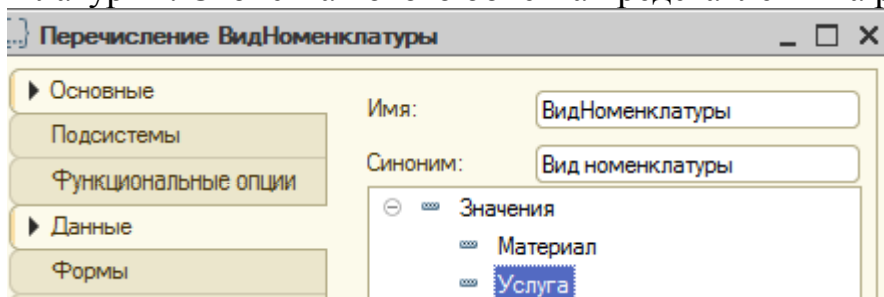 Перечисление ВидНоменклатуры
Основные
Подсистемы
Функциональные опции
Данные
Формы
Имя: ВидНоменклатуры
Синоним: Вид номенклатуры
Значения
Материал
Услуга